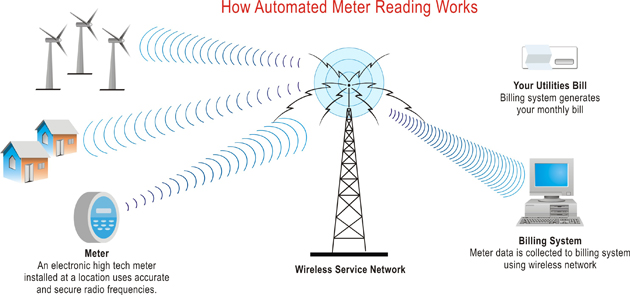 How Automated Meter Reading Works
Your Utilities Bill
Billing system generates
your monthly bill
Meter
An electronic high tech meter
installed at a location uses accurate
and secure radio frequencies.
Wireless Service Network
Billing System
Meter data is collected to billing system
using wireless network